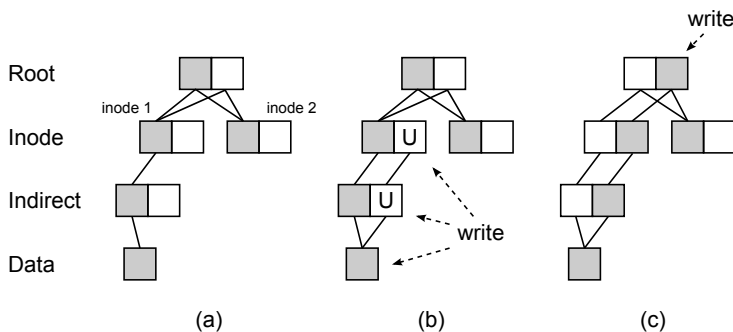 write
Root
inode 1
inode 2
Inode
U
Indirect
U
write
Data
(a)
(b)
(c)